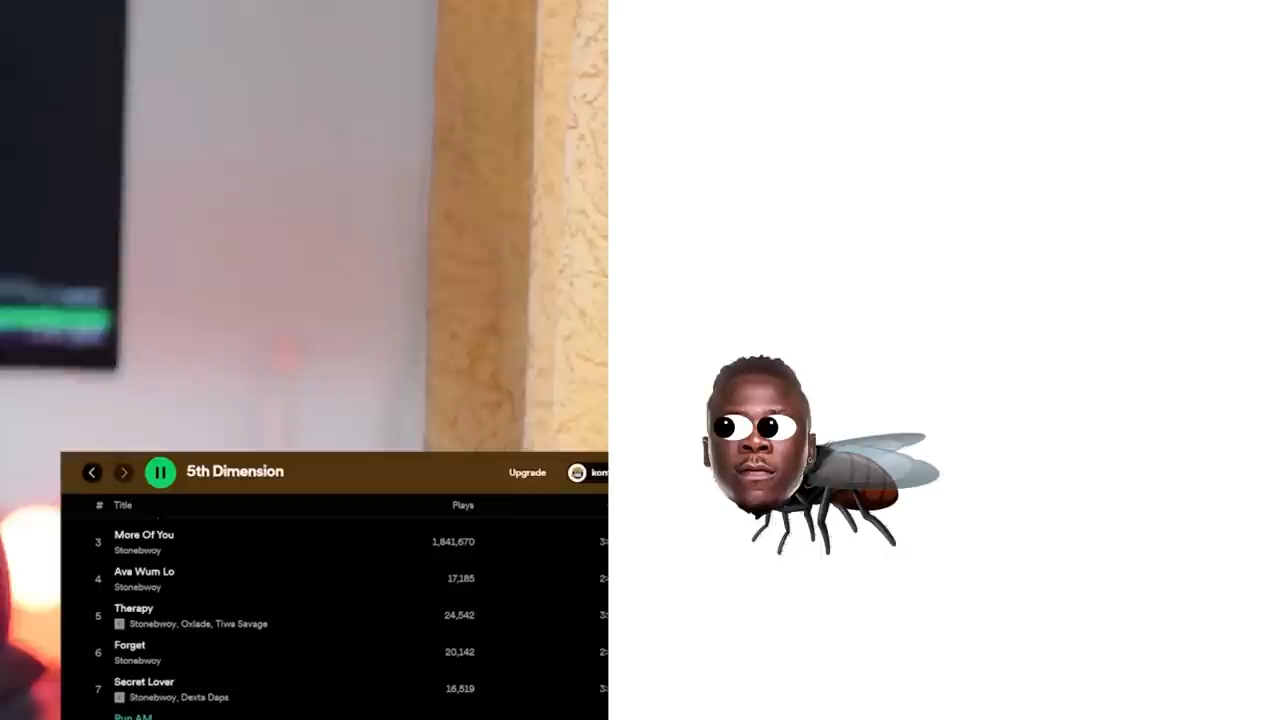 5th Dimension
Upgrade
# Title Plays
3 More Of You 1,841,670
Stonebwoy
4 Ava Wum Lo 17,185
Stonebwoy
5 Therapy 24,542
E Stonebwoy, Oxlade, Tiwa Savage
6 Forget 20,142
Stonebwoy
7 Secret Lover 16,519
E Stonebwoy, Dexta Daps
Run AM